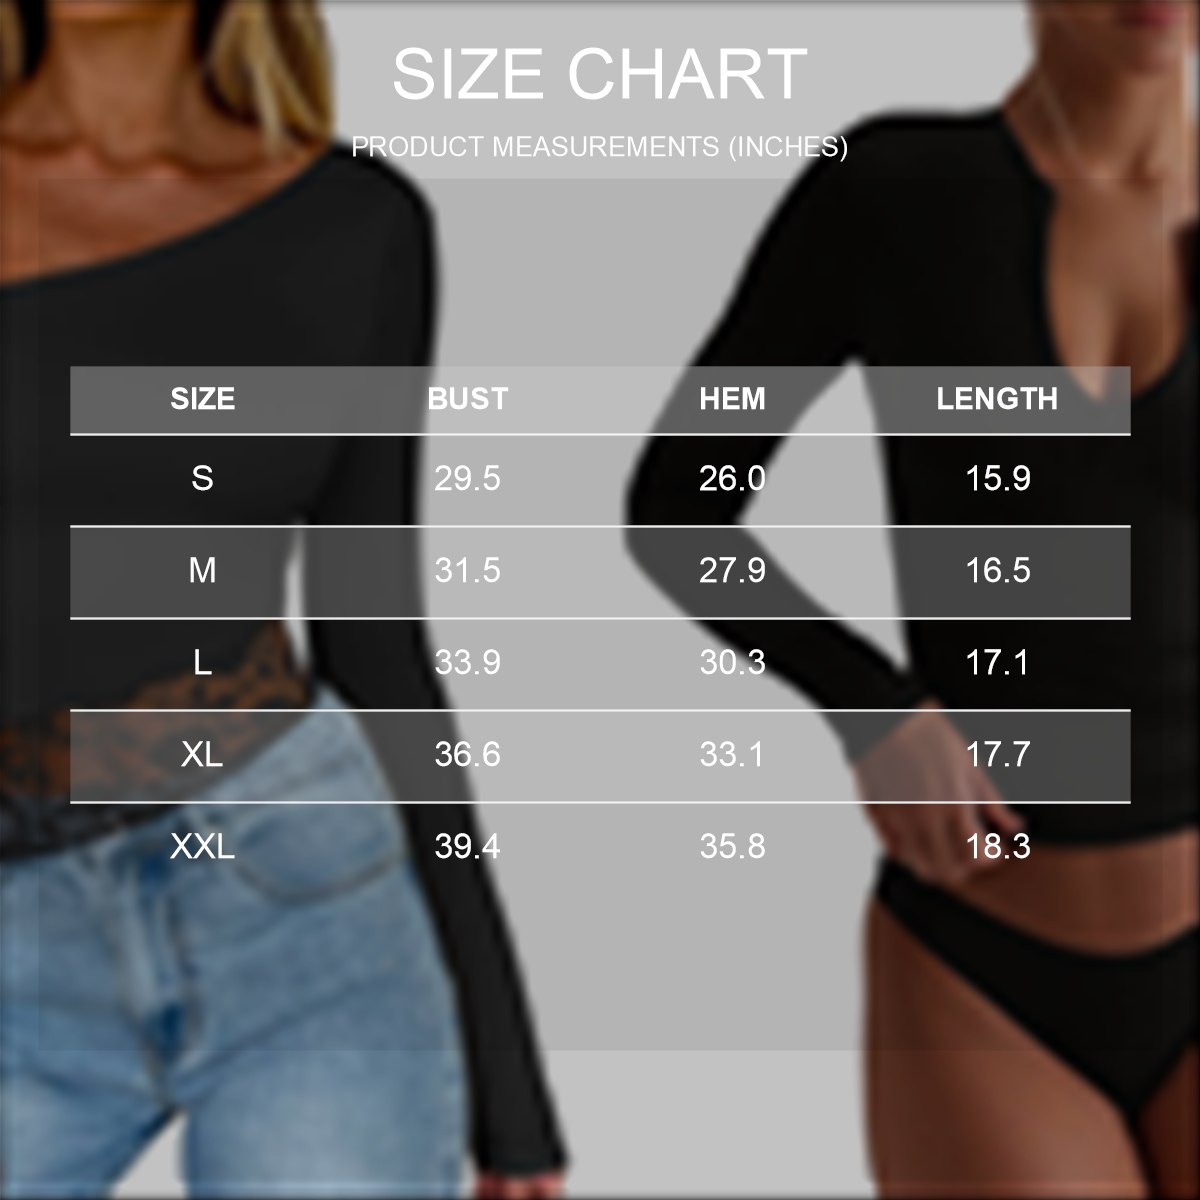 SIZE CHART
PRODUCT MEASUREMENTS (INCHES)
SIZE BUST HEM LENGTH
S 29.5 26.0 15.9
M 31.5 27.9 16.5
L 33.9 30.3 17.1
XL 36.6 33.1 17.7
XXL 39.4 35.8 18.3